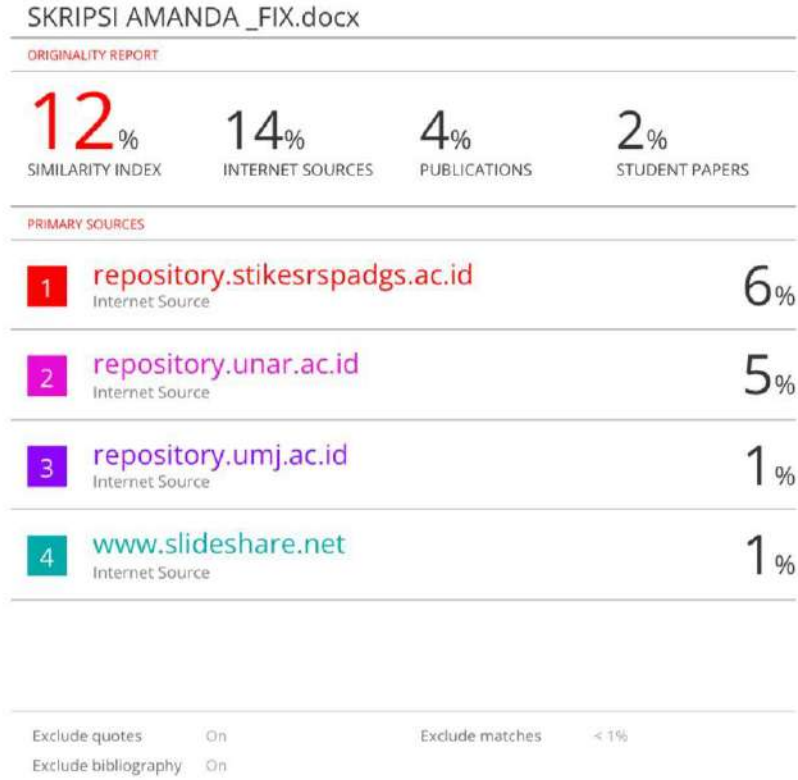 SKRIPSI AMANDA _FIX.docx
ORIGINALITY REPORT
12% 14% 4% 2%
SIMILARITY INDEX INTERNET SOURCES PUBLICATIONS STUDENT PAPERS
PRIMARY SOURCES
1 repository.stikesrspadgs.ac.id 6%
Internet Source
2 repository.unar.ac.id 5%
Internet Source
3 repository.umj.ac.id 1%
Internet Source
4 www.slideshare.net 1%
Internet Source
Exclude quotes On Exclude matches < 1%
Exclude bibliography On